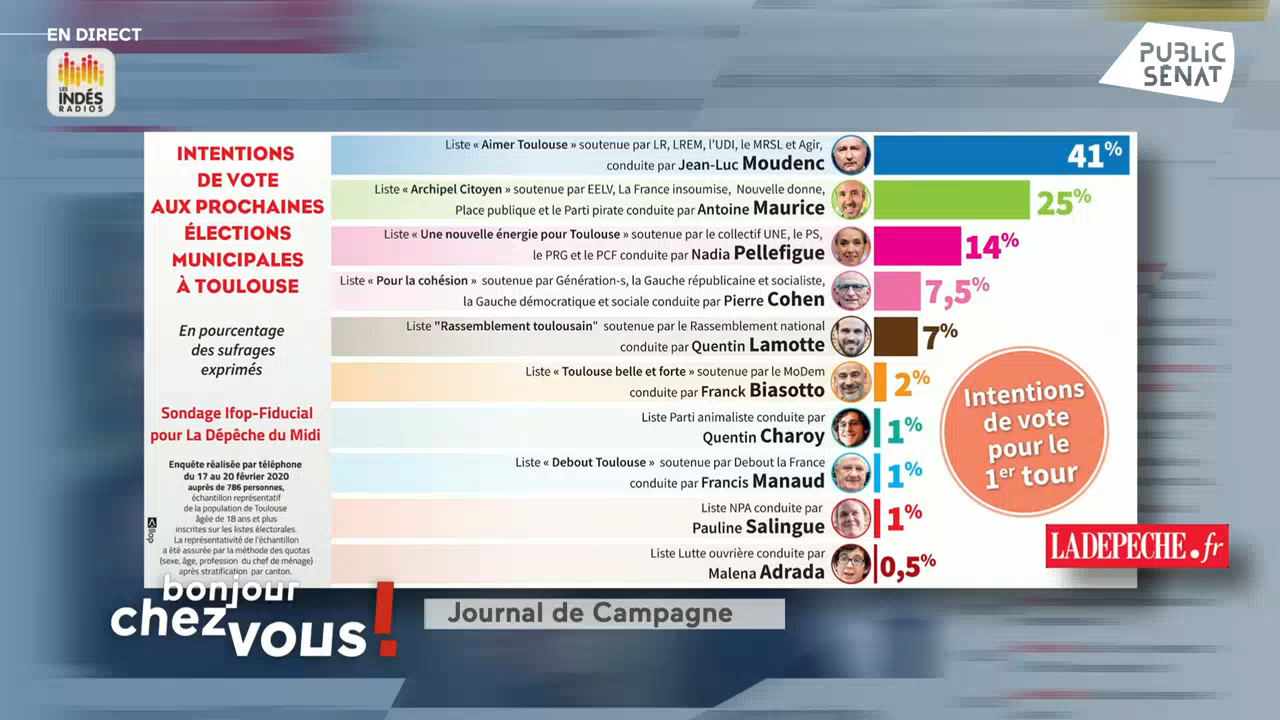 EN DIRECT
LES
INDÉS
RADIOS
PUBLIC
SÉNAT
INTENTIONS
DE VOTE
AUX PROCHAINES
ÉLECTIONS
MUNICIPALES
À TOULOUSE
En pourcentage
des sufrages
exprimés
Sondage Ifop-Fiducial
pour La Dépêche du Midi
Enquête réalisée par téléphone
du 17 au 20 février 2020
auprès de 786 personnes,
échantillon représentatif
de la population de Toulouse
âgée de 18 ans et plus
inscrites sur les listes électorales.
La représentativité de l'échantillon
a été assurée par la méthode des quotas
(sexe, âge, profession du chef de ménage)
après stratification par canton.
ifop
Liste « Aimer Toulouse » soutenue par LR, LREM, l'UDI, le MRSL et Agir,
conduite par Jean-Luc Moudenc
41%
Liste « Archipel Citoyen » soutenue par EELV, La France insoumise, Nouvelle donne,
Place publique et le Parti pirate conduite par Antoine Maurice
25%
Liste « Une nouvelle énergie pour Toulouse » soutenue par le collectif UNE, le PS,
le PRG et le PCF conduite par Nadia Pellefigue
14%
Liste « Pour la cohésion » soutenue par Génération-s, la Gauche républicaine et socialiste,
la Gauche démocratique et sociale conduite par Pierre Cohen
7,5%
Liste "Rassemblement toulousain" soutenue par le Rassemblement national
conduite par Quentin Lamotte
7%
Liste « Toulouse belle et forte » soutenue par le MoDem
conduite par Franck Biasotto
2%
Liste Parti animaliste conduite par
Quentin Charoy
1%
Liste « Debout Toulouse » soutenue par Debout la France
conduite par Francis Manaud
1%
Liste NPA conduite par
Pauline Salingue
1%
Liste Lutte ouvrière conduite par
Malena Adrada
0,5%
Intentions
de vote
pour le
1er tour
LADEPECHE.fr
bonjour
chez
vous!
Journal de Campagne